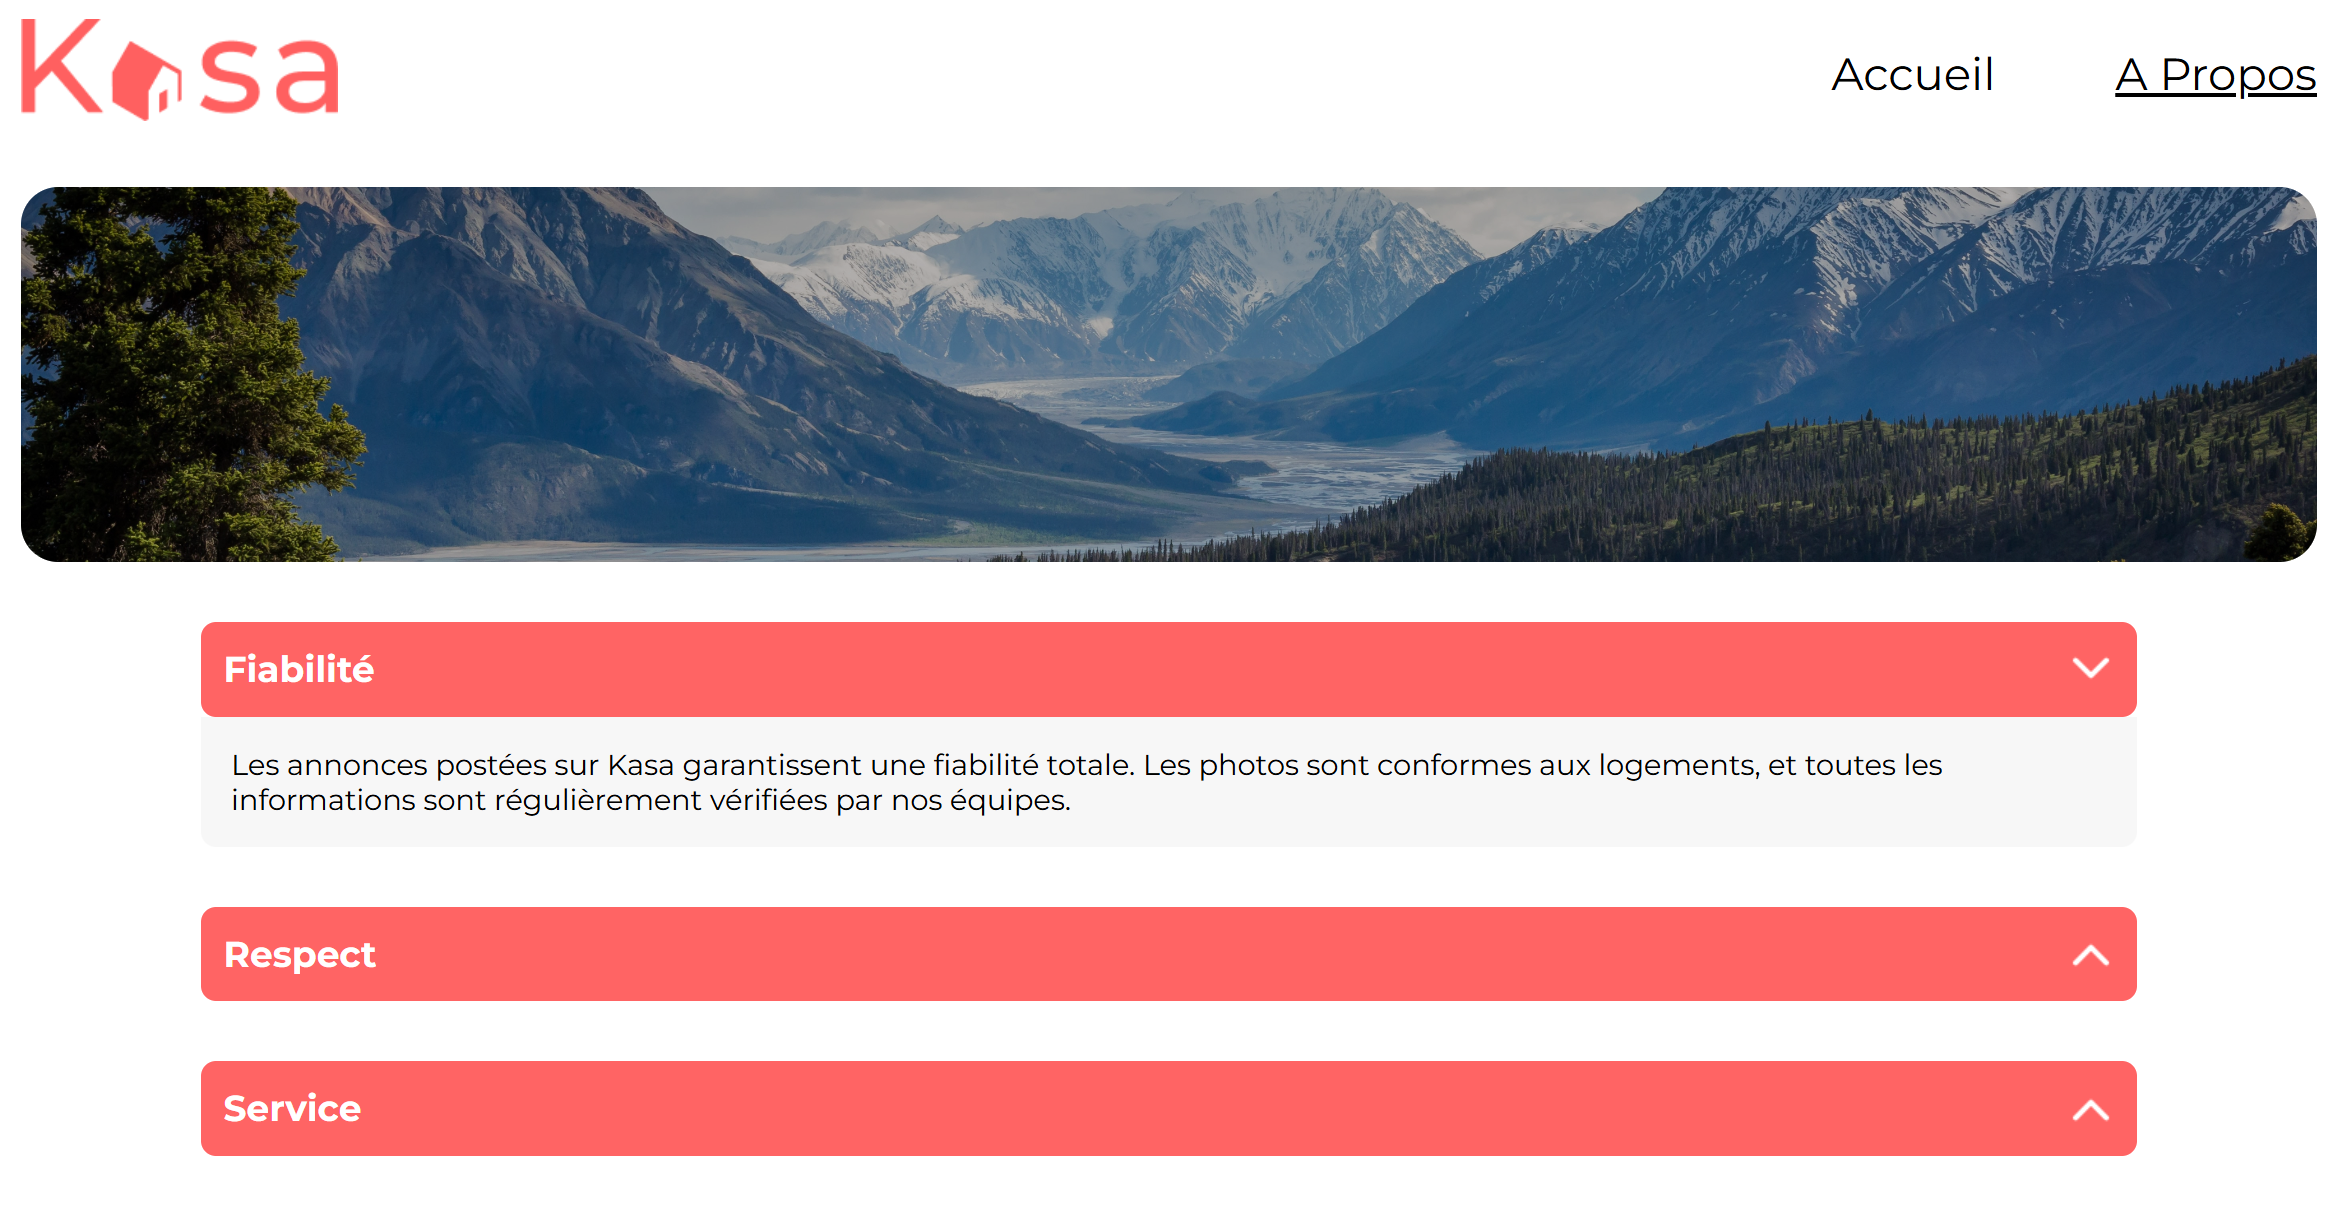 Kasa
Accueil
A Propos
Fiabilité
Les annonces postées sur Kasa garantissent une fiabilité totale. Les photos sont conformes aux logements, et toutes les
informations sont régulièrement vérifiées par nos équipes.
Respect
Service